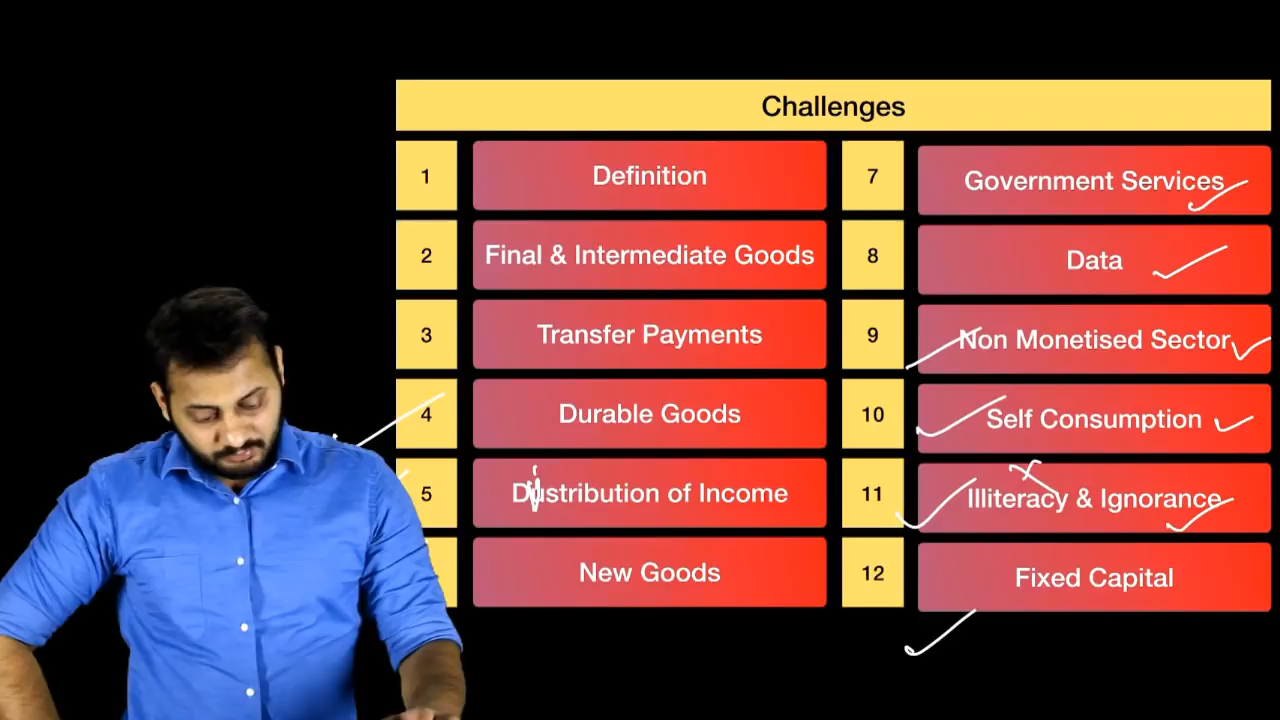 Challenges
1 Definition
2 Final & Intermediate Goods
3 Transfer Payments
4 Durable Goods
5 Dustribution of Income
New Goods
7 Government Services
8 Data
9 Non Monetised Sector
10 Self Consumption
11 Illiteracy & Ignorance
12 Fixed Capital